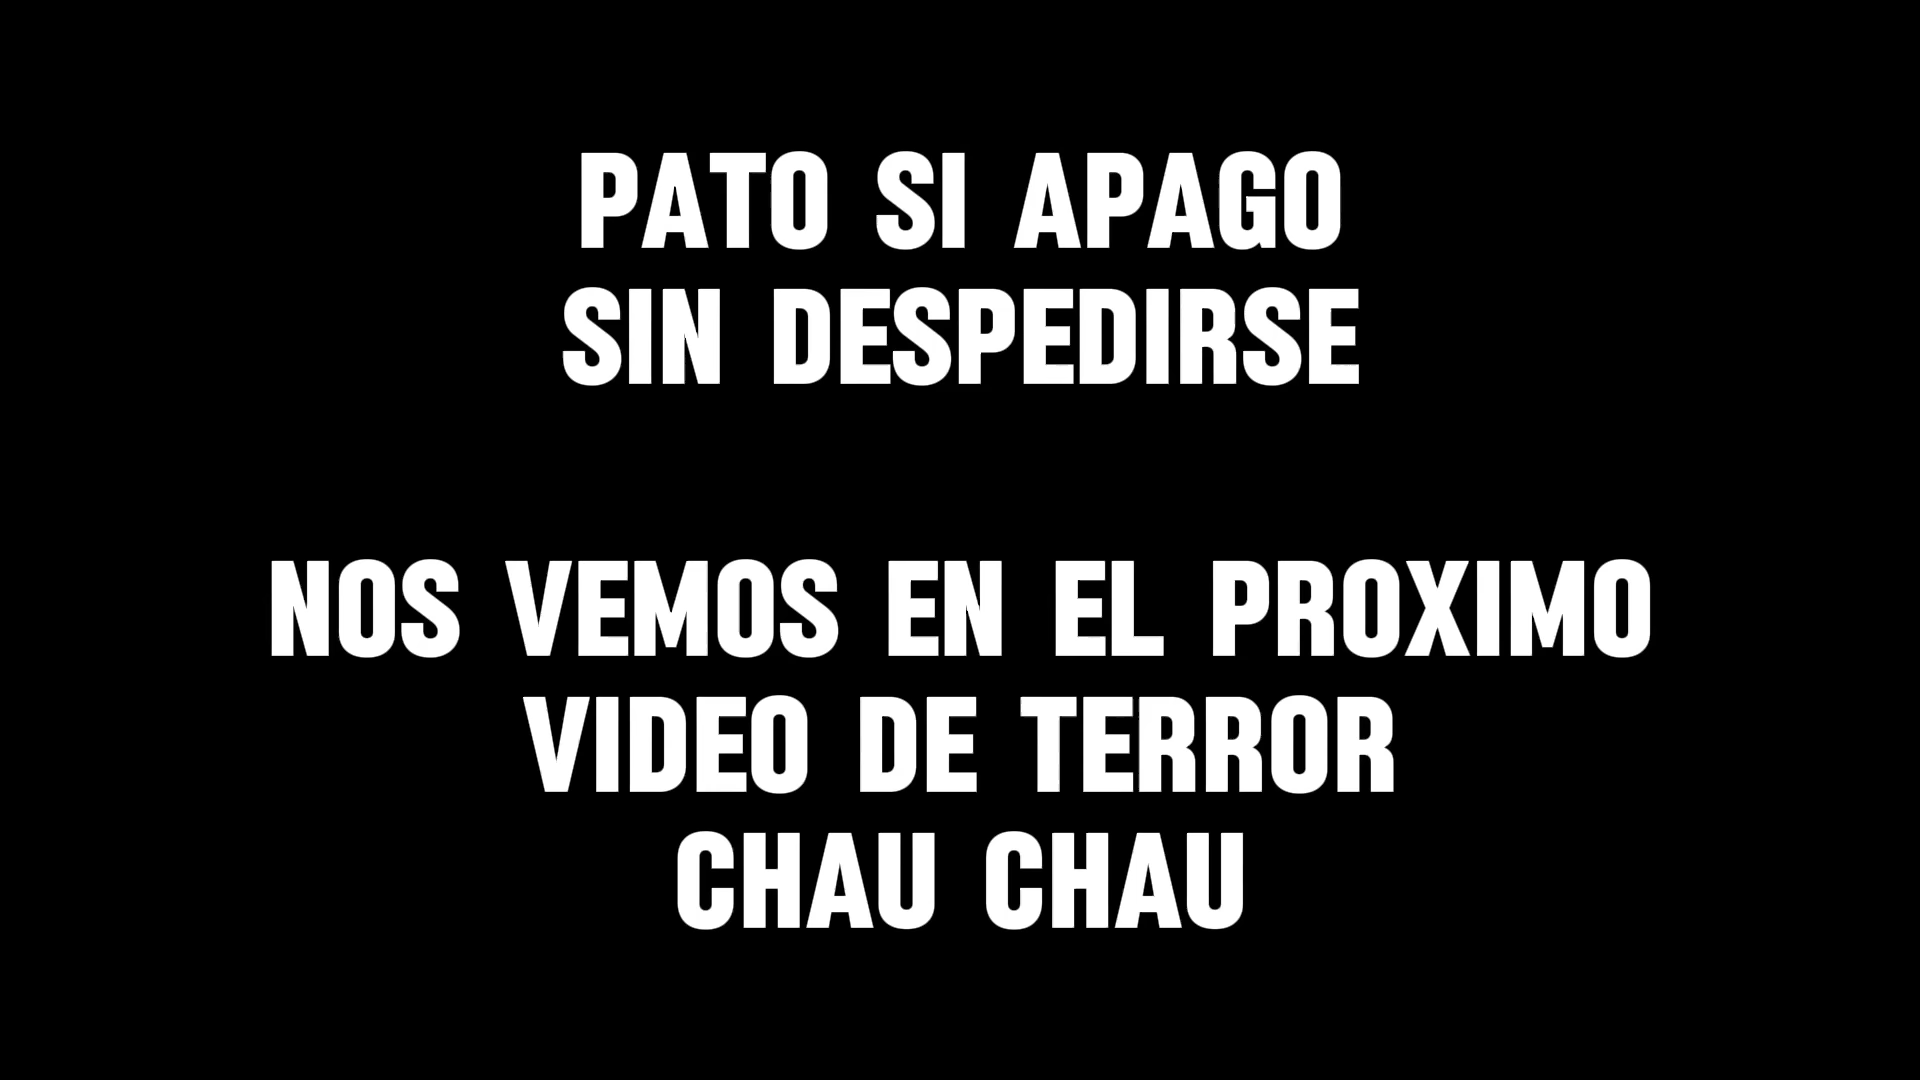 PATO SI APAGO
SIN DESPEDIRSE
NOS VEMOS EN EL PROXIMO
VIDEO DE TERROR
CHAU CHAU